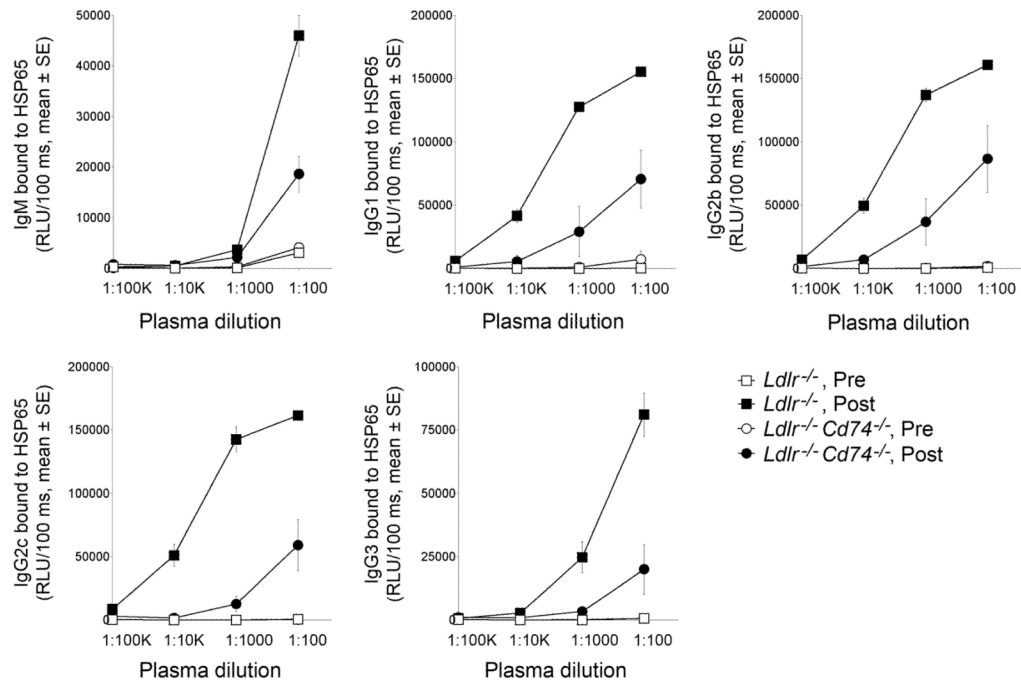 IgM bound to HSP65
(RLU/100 ms, mean ± SE)
50000
40000
30000
20000
10000
0
1:100K 1:10K 1:1000 1:100
Plasma dilution
IgG1 bound to HSP65
(RLU/100 ms, mean ± SE)
200000
150000
100000
50000
0
1:100K 1:10K 1:1000 1:100
Plasma dilution
IgG2b bound to HSP65
(RLU/100 ms, mean ± SE)
200000
150000
100000
50000
0
1:100K 1:10K 1:1000 1:100
Plasma dilution
IgG2c bound to HSP65
(RLU/100 ms, mean ± SE)
200000
150000
100000
50000
0
1:100K 1:10K 1:1000 1:100
Plasma dilution
IgG3 bound to HSP65
(RLU/100 ms, mean ± SE)
100000
75000
50000
25000
0
1:100K 1:10K 1:1000 1:100
Plasma dilution
Ldlr-/-, Pre
Ldlr-/-, Post
Ldlr-/- Cd74-/-, Pre
Ldlr-/- Cd74-/-, Post